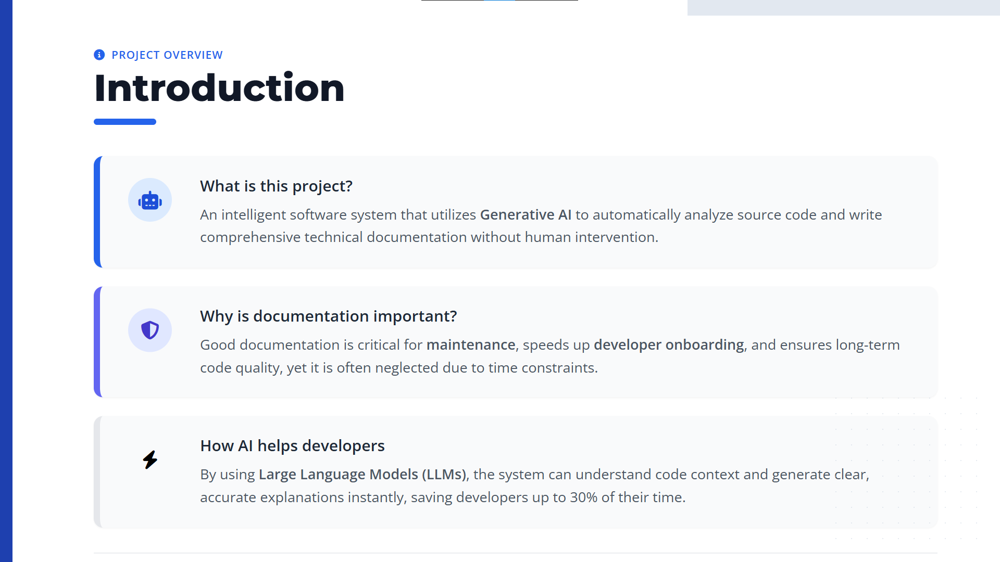 PROJECT OVERVIEW
Introduction
What is this project?
An intelligent software system that utilizes Generative AI to automatically analyze source code and write
comprehensive technical documentation without human intervention.
Why is documentation important?
Good documentation is critical for maintenance, speeds up developer onboarding, and ensures long-term
code quality, yet it is often neglected due to time constraints.
How AI helps developers
By using Large Language Models (LLMs), the system can understand code context and generate clear,
accurate explanations instantly, saving developers up to 30% of their time.